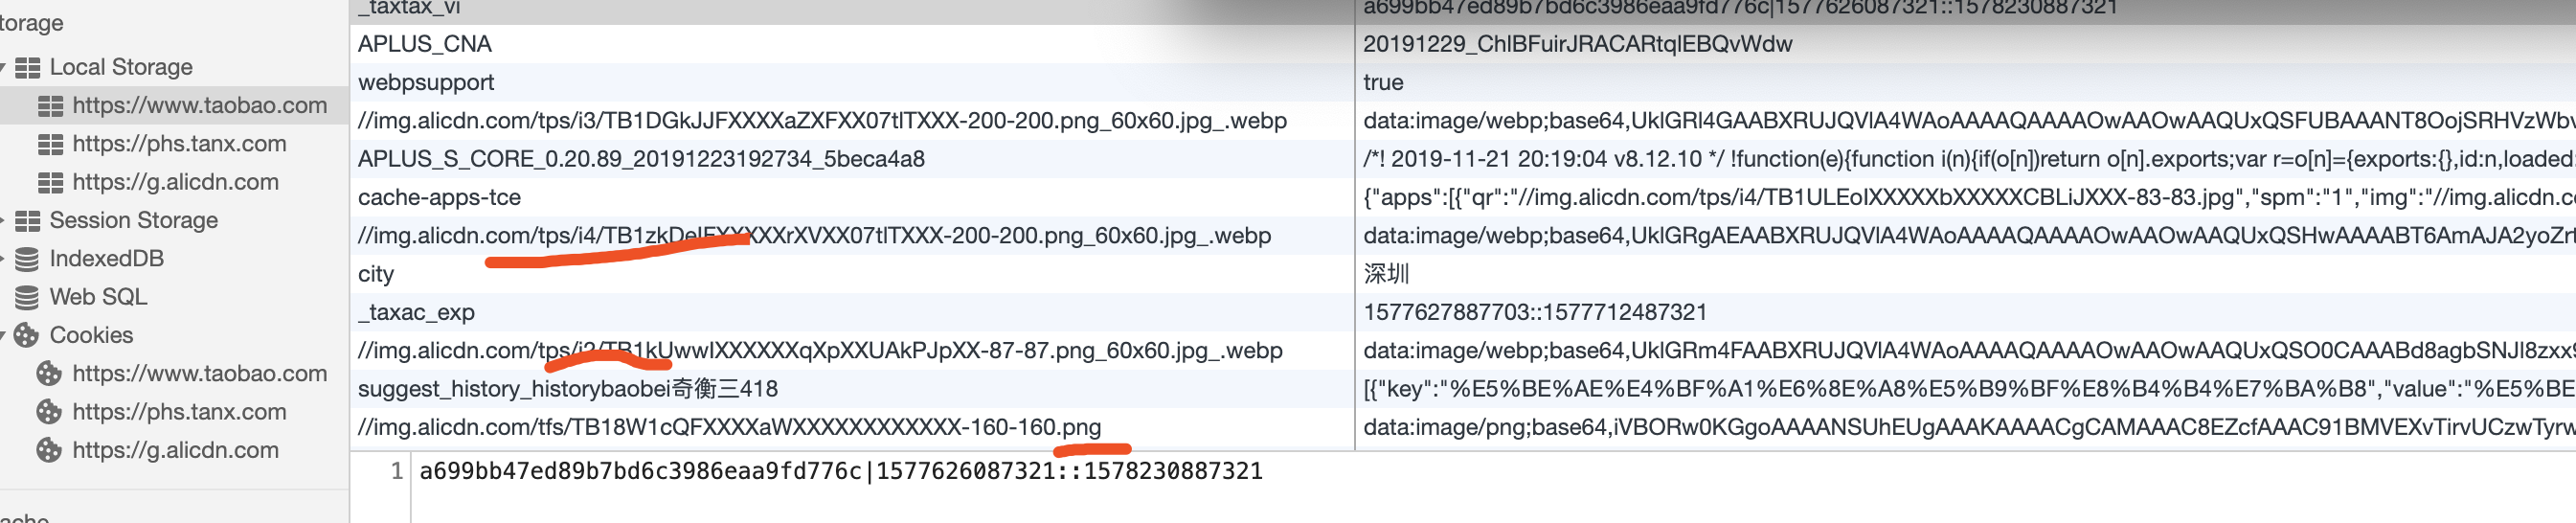 torage
Local Storage
https://www.taobao.com
https://phs.tanx.com
https://g.alicdn.com
Session Storage
IndexedDB
Web SQL
Cookies
https://www.taobao.com
https://phs.tanx.com
https://g.alicdn.com
ache
_taxtax_vi a699bb47ed89b7bd6c3986eaa9fd776c|1577626087321::1578230887321
APLUS_CNA 20191229_ChlBFuirJRACARtqlEBQvWdw
webpsupport true
//img.alicdn.com/tps/i3/TB1DGkJJFXXXXaZXFXX07tlTXXX-200-200.png_60x60.jpg_.webp data:image/webp;base64,UklGRl4GAABXRUJQVlA4WAoAAAAQAAAAOwAAOwAAQUxQSFUBAAANT8OojSRHVzWbv
APLUS_S_CORE_0.20.89_20191223192734_5beca4a8 /*! 2019-11-21 20:19:04 v8.12.10 */ !function(e){function i(n){if(o[n])return o[n].exports;var r=o[n]={exports:{},id:n,loaded:
cache-apps-tce {"apps":[{"qr":"//img.alicdn.com/tps/i4/TB1ULEoIXXXXXbXXXXXCBLiJXXX-83-83.jpg","spm":"1","img":"//img.alicdn.c
//img.alicdn.com/tps/i4/TB1zkDeIFXXXXXrXVXX07tlTXXX-200-200.png_60x60.jpg_.webp data:image/webp;base64,UklGRgAEAABXRUJQVlA4WAoAAAAQAAAAOwAAOwAAQUxQSHwAAAABT6AmAJA2yoZrt
city 深圳
_taxac_exp 1577627887703::1577712487321
//img.alicdn.com/tps/i2/TB1kUwwIXXXXXXqXpXXUAkPJpXX-87-87.png_60x60.jpg_.webp data:image/webp;base64,UklGRm4FAABXRUJQVlA4WAoAAAAQAAAAOwAAOwAAQUxQSO0CAAABd8agbSNJl8zxx9
suggest_history_historybaobei奇衡三418 [{"key":"%E5%BE%AE%E4%BF%A1%E6%8E%A8%E5%B9%BF%E8%B4%B4%E7%BA%B8","value":"%E5%BE
//img.alicdn.com/tfs/TB18W1cQFXXXXaWXXXXXXXXXXXX-160-160.png data:image/png;base64,iVBORw0KGgoAAAANSUhEUgAAAKAAAACgCAMAAAC8EZcfAAAC91BMVEXvTirvUCzwTyrw
1 a699bb47ed89b7bd6c3986eaa9fd776c|1577626087321::1578230887321